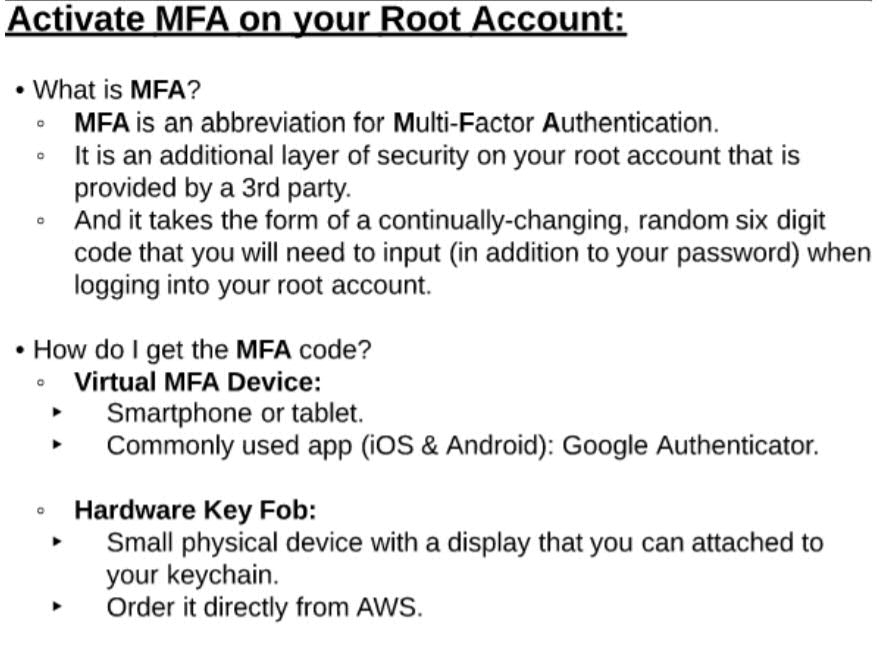 Activate MFA on your Root Account:
• What is MFA?
◦ MFA is an abbreviation for Multi-Factor Authentication.
◦ It is an additional layer of security on your root account that is
provided by a 3rd party.
◦ And it takes the form of a continually-changing, random six digit
code that you will need to input (in addition to your password) when
logging into your root account.
• How do I get the MFA code?
◦ Virtual MFA Device:
‣ Smartphone or tablet.
‣ Commonly used app (iOS & Android): Google Authenticator.
◦ Hardware Key Fob:
‣ Small physical device with a display that you can attached to
your keychain.
‣ Order it directly from AWS.